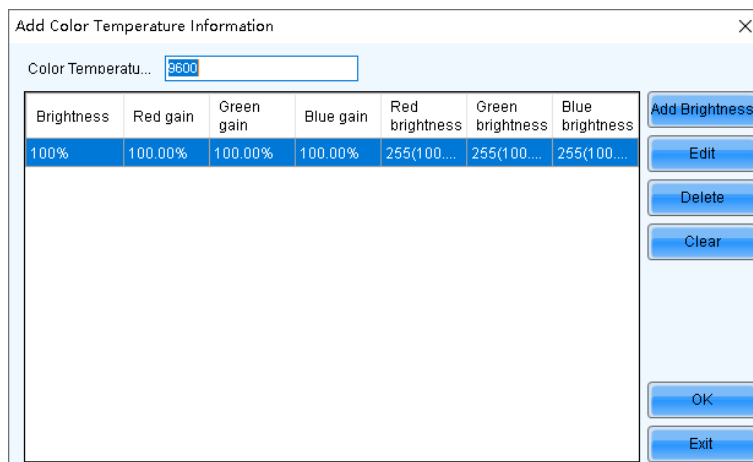 Add Color Temperature Information
Color Temperatu... 9600
Brightness Red gain Green gain Blue gain Red brightness Green brightness Blue brightness
100% 100.00% 100.00% 100.00% 255(100.... 255(100.... 255(100....
Add Brightness
Edit
Delete
Clear
OK
Exit